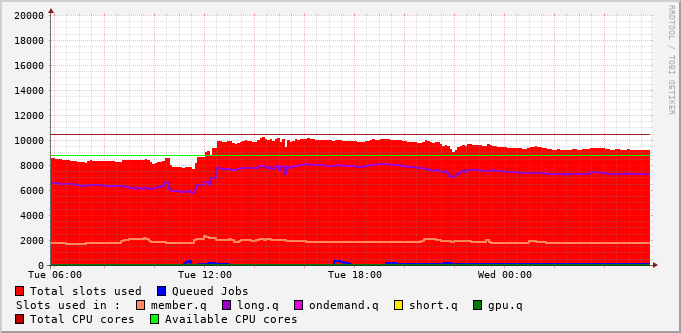 RRDTOOL / TOBI OETIKER
20000
18000
16000
14000
12000
10000
8000
6000
4000
2000
0
Tue 06:00 Tue 12:00 Tue 18:00 Wed 00:00
Total slots used Queued Jobs
Slots used in : member.q long.q ondemand.q short.q gpu.q
Total CPU cores Available CPU cores